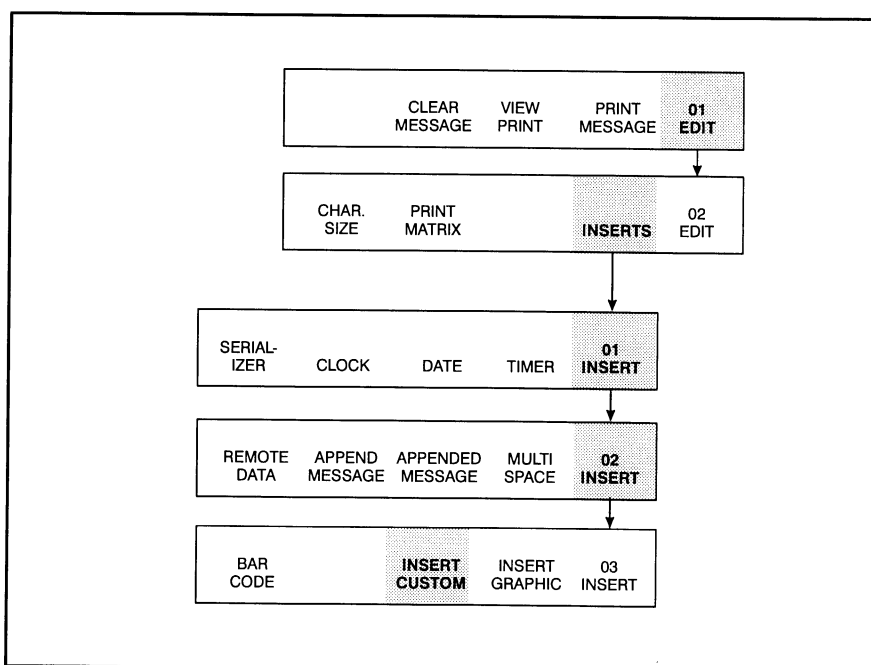 CLEAR MESSAGE
VIEW PRINT
PRINT MESSAGE
01 EDIT
CHAR. SIZE
PRINT MATRIX
INSERTS
02 EDIT
SERIAL-
IZER
CLOCK
DATE
TIMER
01 INSERT
REMOTE DATA
APPEND MESSAGE
APPENDED MESSAGE
MULTI SPACE
02 INSERT
BAR CODE
INSERT CUSTOM
INSERT GRAPHIC
03 INSERT